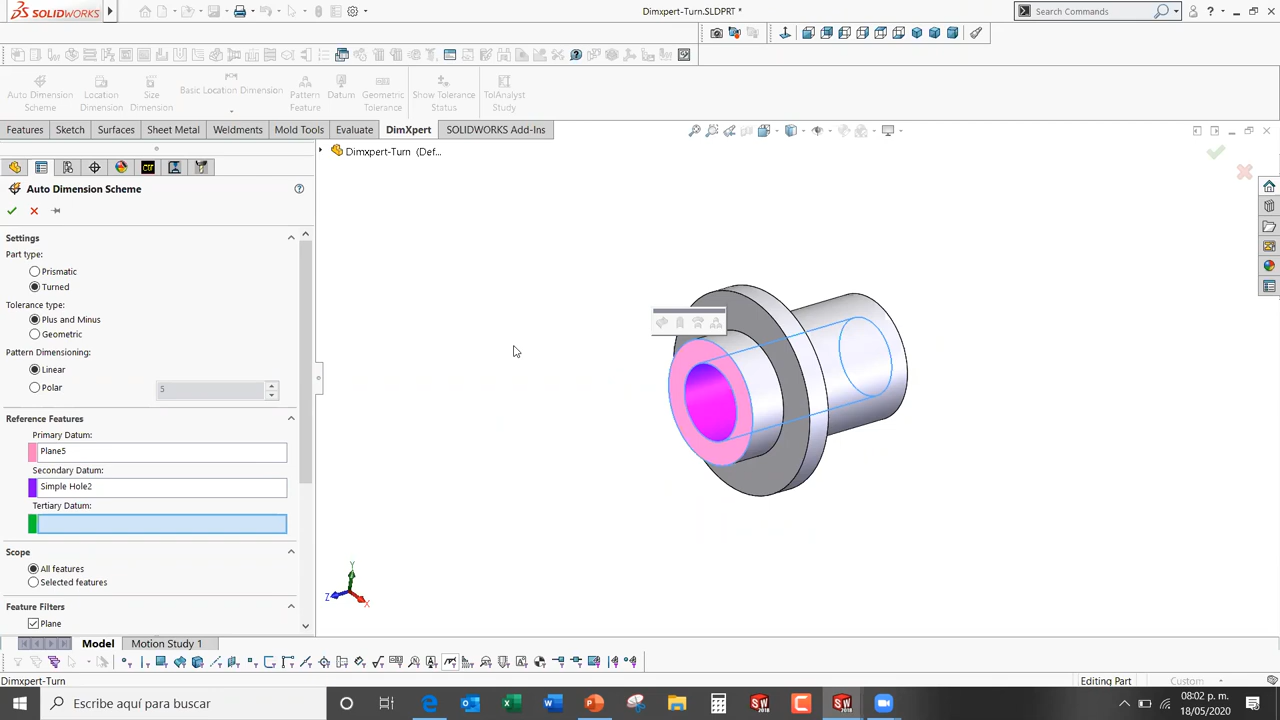 SOLIDWORKS
Dimxpert-Turn.SLDPRT *
Search Commands
Auto Dimension Scheme
Location Dimension
Size Dimension
Basic Location Dimension
Pattern Feature
Datum
Geometric Tolerance
Show Tolerance Status
TolAnalyst Study
Features
Sketch
Surfaces
Sheet Metal
Weldments
Mold Tools
Evaluate
DimXpert
SOLIDWORKS Add-Ins
Dimxpert-Turn (Def...
Auto Dimension Scheme
Settings
Part type:
Prismatic
Turned
Tolerance type:
Plus and Minus
Geometric
Pattern Dimensioning:
Linear
Polar
5
Reference Features
Primary Datum:
Plane5
Secondary Datum:
Simple Hole2
Tertiary Datum:
Scope
All features
Selected features
Feature Filters
Plane
Y
Z
X
Model
Motion Study 1
Dimxpert-Turn
Editing Part
Custom
Escribe aquí para buscar
08:02 p. m.
18/05/2020